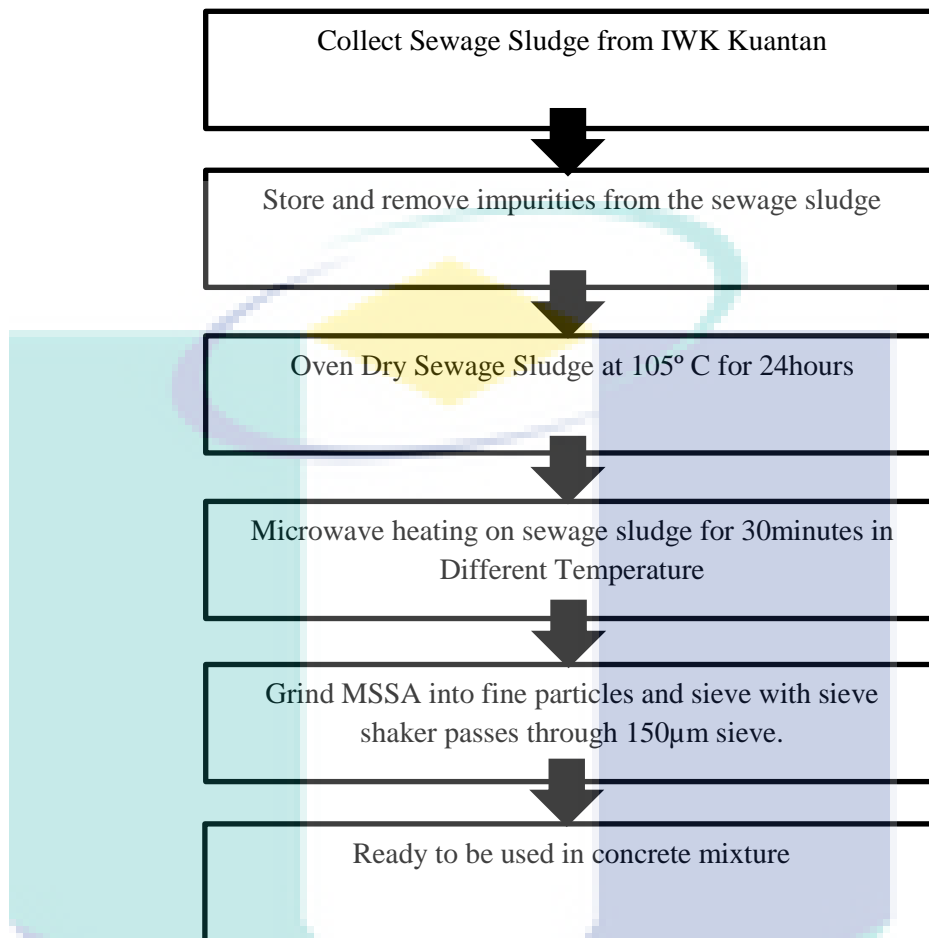 Collect Sewage Sludge from IWK Kuantan
Store and remove impurities from the sewage sludge
Oven Dry Sewage Sludge at 105º C for 24hours
Microwave heating on sewage sludge for 30minutes in
Different Temperature
Grind MSSA into fine particles and sieve with sieve
shaker passes through 150µm sieve.
Ready to be used in concrete mixture